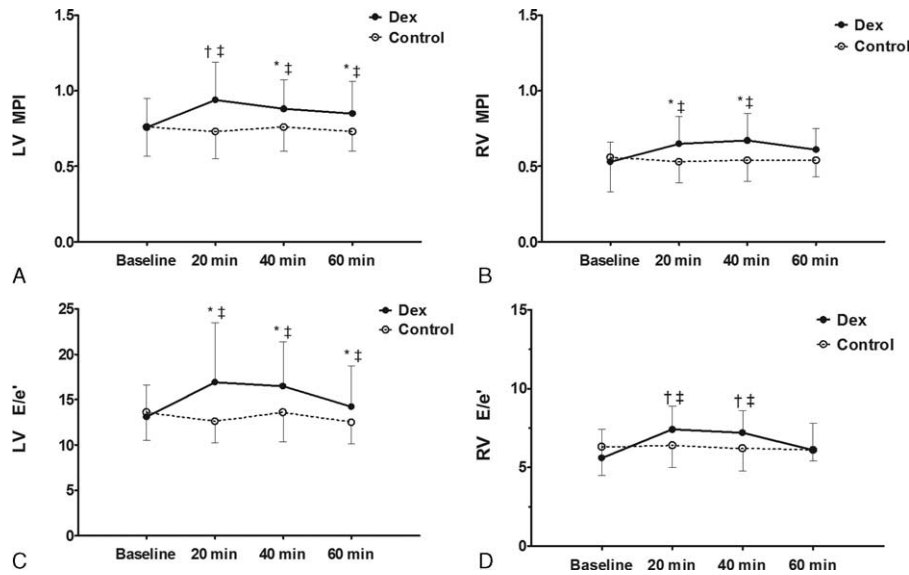 1.5
1.0
0.5
0.0
LV MPI
Dex
Control
† ‡
* ‡
* ‡
Baseline 20 min 40 min 60 min
A
1.5
1.0
0.5
0.0
RV MPI
Dex
Control
* ‡
* ‡
Baseline 20 min 40 min 60 min
B
25
20
15
10
5
0
LV E/e'
Dex
Control
* ‡
* ‡
* ‡
Baseline 20 min 40 min 60 min
C
15
10
5
0
RV E/e'
Dex
Control
† ‡
† ‡
Baseline 20 min 40 min 60 min
D